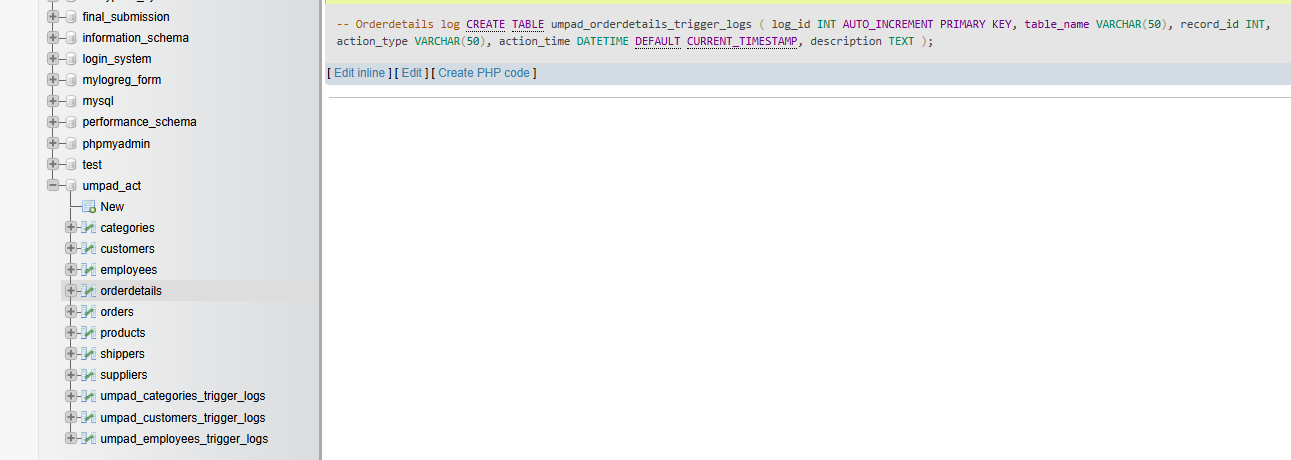 final_submission
information_schema
login_system
mylogreg_form
mysql
performance_schema
phpmyadmin
test
umpad_act
New
categories
customers
employees
orderdetails
orders
products
shippers
suppliers
umpad_categories_trigger_logs
umpad_customers_trigger_logs
umpad_employees_trigger_logs
-- Orderdetails log CREATE TABLE umpad_orderdetails_trigger_logs ( log_id INT AUTO_INCREMENT PRIMARY KEY, table_name VARCHAR(50), record_id INT,
action_type VARCHAR(50), action_time DATETIME DEFAULT CURRENT_TIMESTAMP, description TEXT );
[ Edit inline ] [ Edit ] [ Create PHP code ]